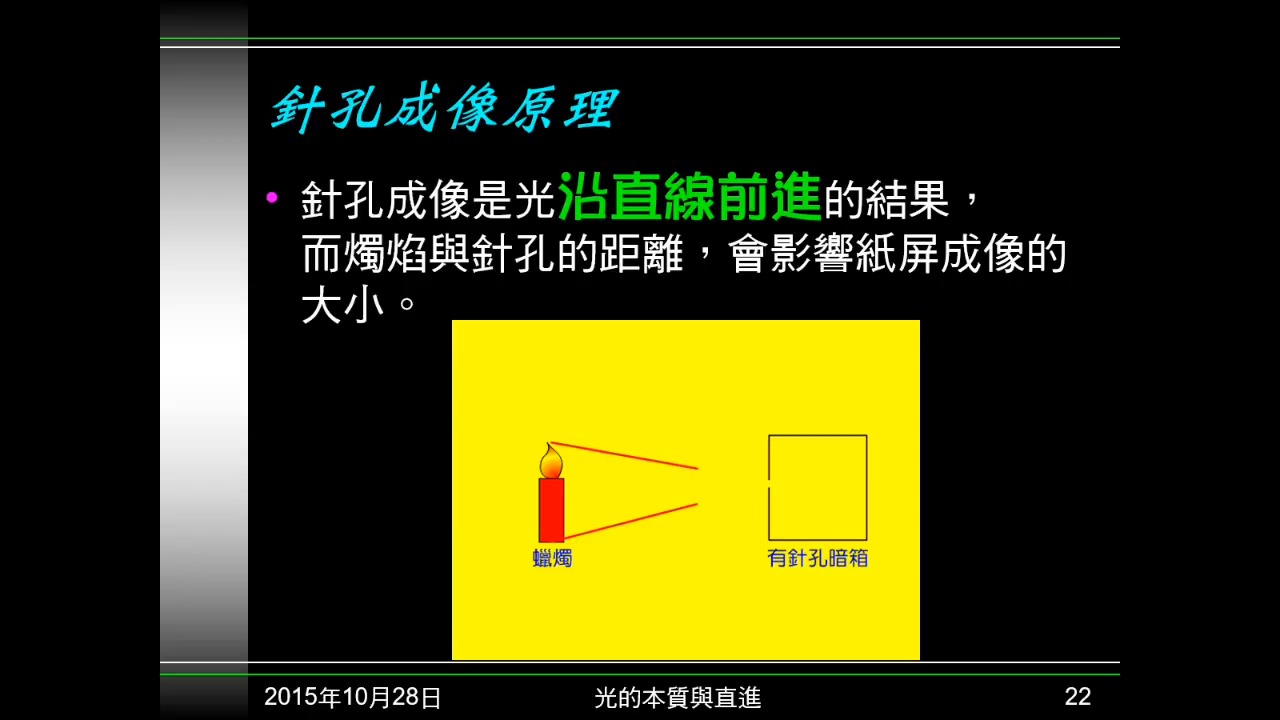 針孔成像原理
• 針孔成像是光沿直線前進的結果，
而燭焰與針孔的距離，會影響紙屏成像的
大小。
蠟燭
有針孔暗箱
2015年10月28日
光的本質與直進
22